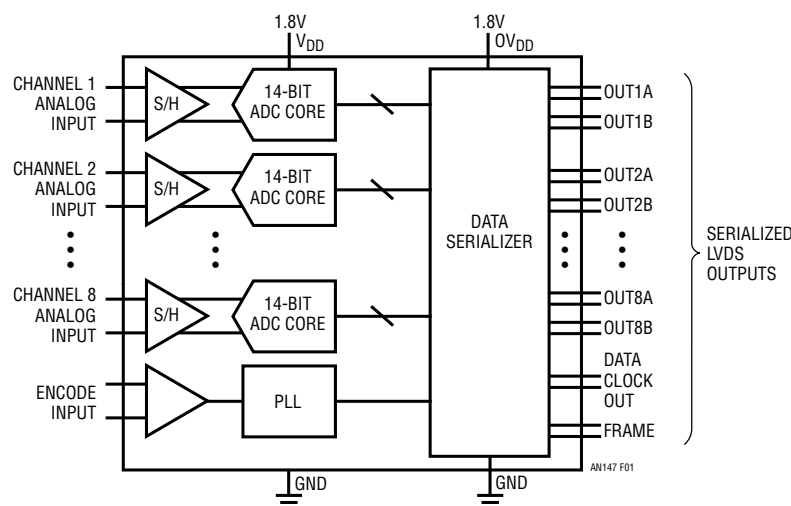 1.8V
V_DD
1.8V
OV_DD
CHANNEL 1
ANALOG
INPUT
S/H
14-BIT
ADC CORE
OUT1A
OUT1B
CHANNEL 2
ANALOG
INPUT
S/H
14-BIT
ADC CORE
OUT2A
OUT2B
DATA
SERIALIZER
SERIALIZED
LVDS
OUTPUTS
CHANNEL 8
ANALOG
INPUT
S/H
14-BIT
ADC CORE
OUT8A
OUT8B
ENCODE
INPUT
PLL
DATA
CLOCK
OUT
FRAME
GND
GND
AN147 F01